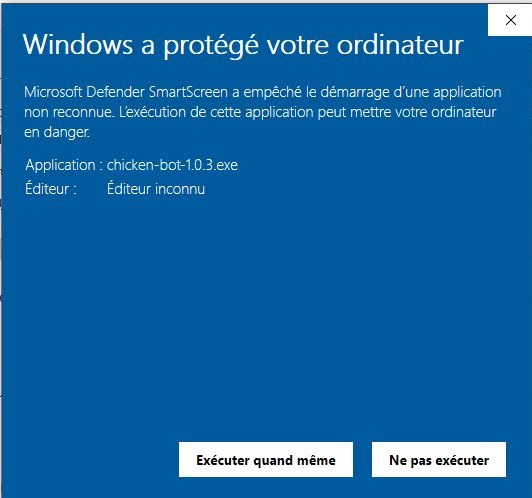 Windows a protégé votre ordinateur
Microsoft Defender SmartScreen a empêché le démarrage d'une application
non reconnue. L'exécution de cette application peut mettre votre ordinateur
en danger.
Application : chicken-bot-1.0.3.exe
Éditeur : Éditeur inconnu
Exécuter quand même Ne pas exécuter